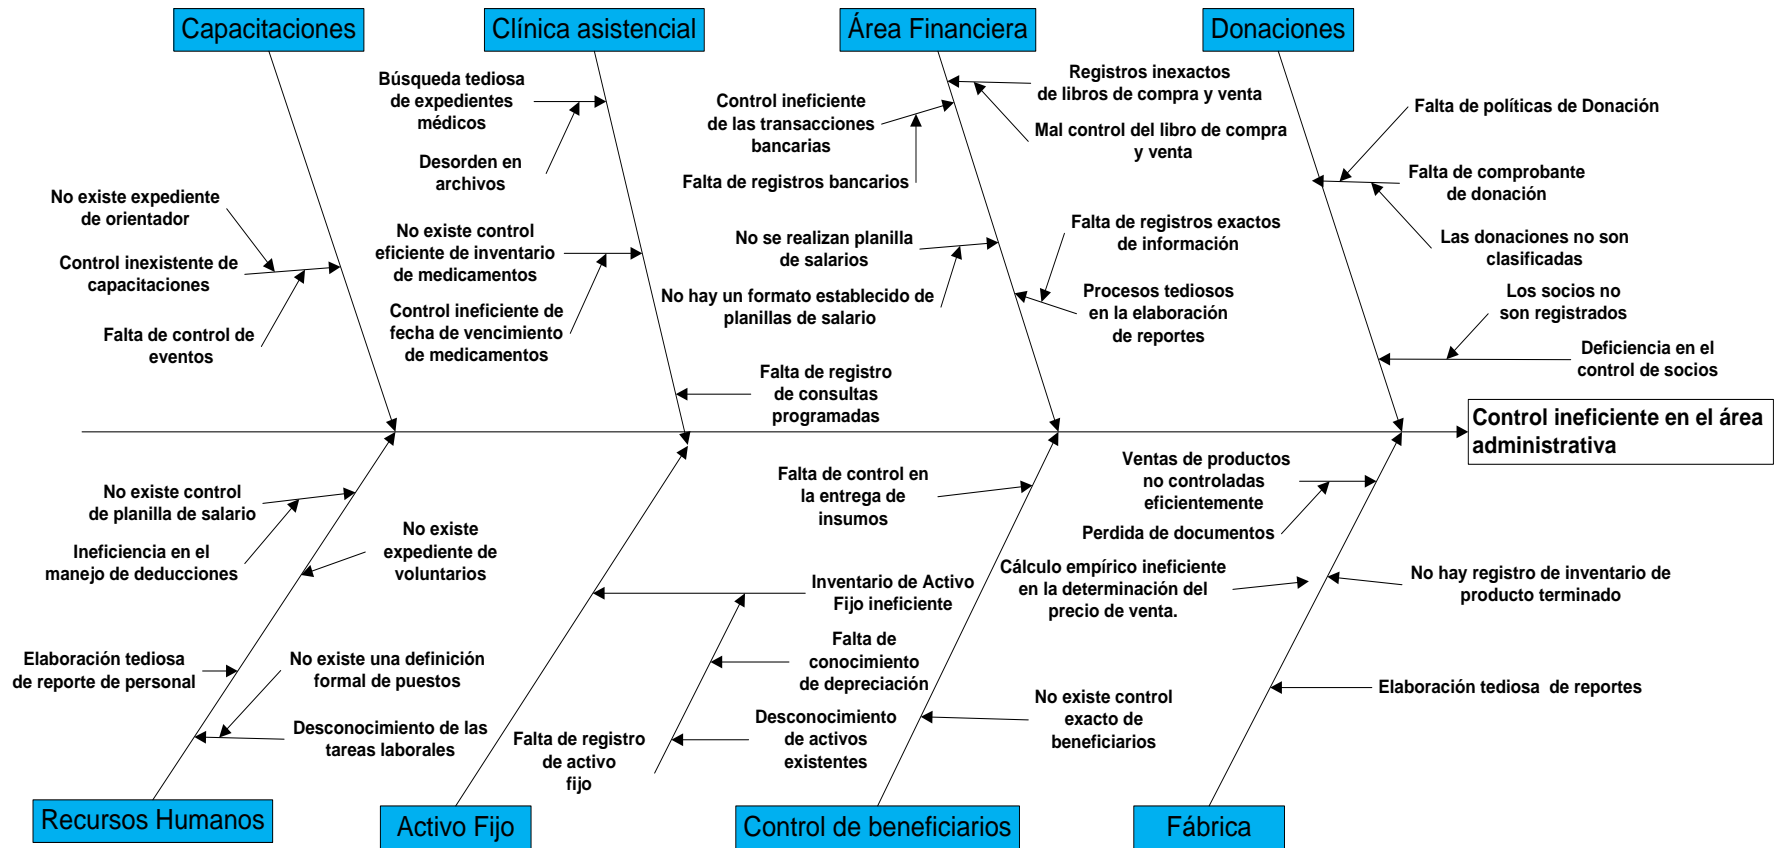 Capacitaciones
Clínica asistencial
Área Financiera
Donaciones
No existe expediente
de orientador
Control inexistente de
capacitaciones
Falta de control de
eventos
Búsqueda tediosa
de expedientes
médicos
Desorden en
archivos
No existe control
eficiente de inventario
de medicamentos
Control ineficiente de
fecha de vencimiento
de medicamentos
Falta de registro
de consultas
programadas
Registros inexactos
de libros de compra y venta
Control ineficiente
de las transacciones
bancarias
Mal control del libro de compra
y venta
Falta de registros bancarios
No se realizan planilla
de salarios
No hay un formato establecido de
planillas de salario
Falta de registros exactos
de información
Procesos tediosos
en la elaboración
de reportes
Falta de políticas de Donación
Falta de comprobante
de donación
Las donaciones no son
clasificadas
Los socios no
son registrados
Deficiencia en el
control de socios
Control ineficiente en el área
administrativa
No existe control
de planilla de salario
Ineficiencia en el
manejo de deducciones
No existe
expediente de
voluntarios
Elaboración tediosa
de reporte de personal
No existe una definición
formal de puestos
Desconocimiento de las
tareas laborales
Inventario de Activo
Fijo ineficiente
Falta de
conocimiento
de depreciación
Desconocimiento
de activos
existentes
Falta de registro
de activo
fijo
Falta de control en
la entrega de
insumos
No existe control
exacto de
beneficiarios
Ventas de productos
no controladas
eficientemente
Perdida de documentos
Cálculo empírico ineficiente
en la determinación del
precio de venta.
No hay registro de inventario de
producto terminado
Elaboración tediosa de reportes
Recursos Humanos
Activo Fijo
Control de beneficiarios
Fábrica